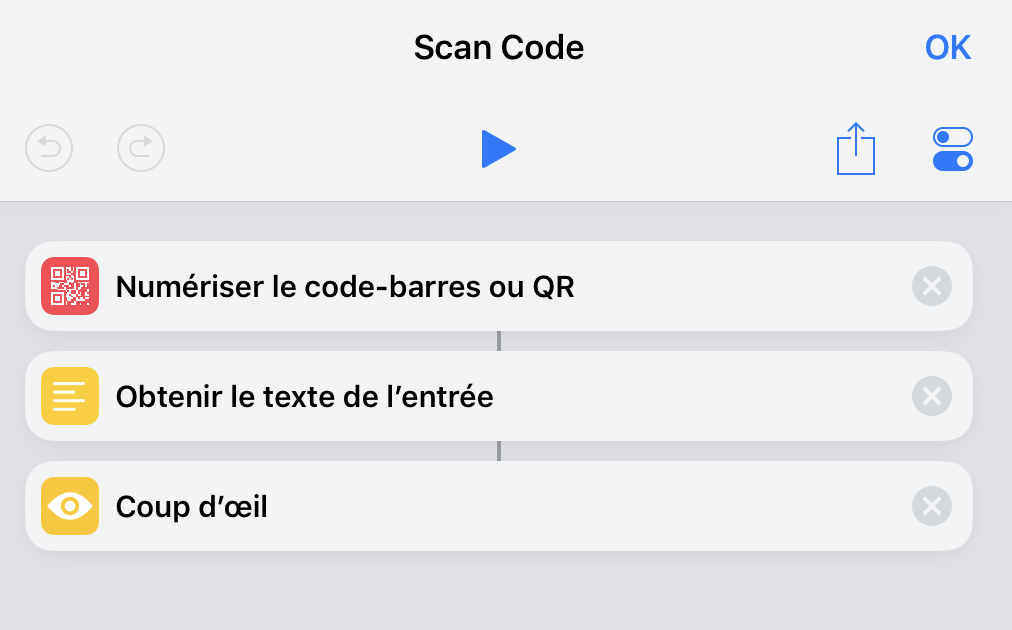 Scan Code
OK
Numériser le code-barres ou QR
Obtenir le texte de l’entrée
Coup d’œil